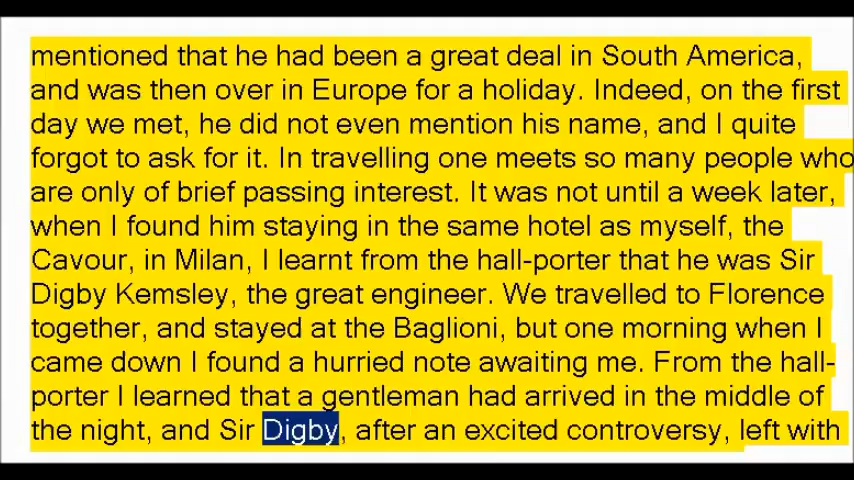 mentioned that he had been a great deal in South America,
and was then over in Europe for a holiday. Indeed, on the first
day we met, he did not even mention his name, and I quite
forgot to ask for it. In travelling one meets so many people who
are only of brief passing interest. It was not until a week later,
when I found him staying in the same hotel as myself, the
Cavour, in Milan, I learnt from the hall-porter that he was Sir
Digby Kemsley, the great engineer. We travelled to Florence
together, and stayed at the Baglioni, but one morning when I
came down I found a hurried note awaiting me. From the hall-
porter I learned that a gentleman had arrived in the middle of
the night, and Sir Digby, after an excited controversy, left with